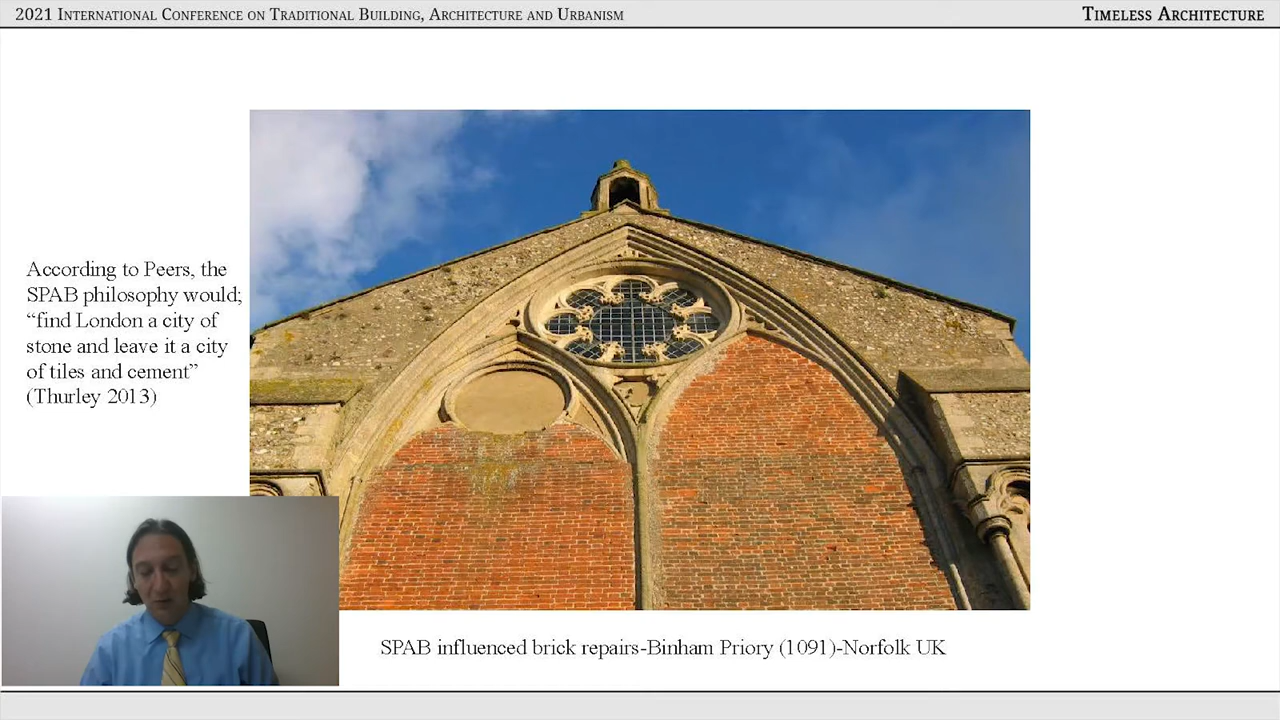 2021 International Conference on Traditional Building, Architecture and Urbanism
Timeless Architecture
According to Peers, the
SPAB philosophy would;
“find London a city of
stone and leave it a city
of tiles and cement”
(Thurley 2013)
SPAB influenced brick repairs-Binham Priory (1091)-Norfolk UK